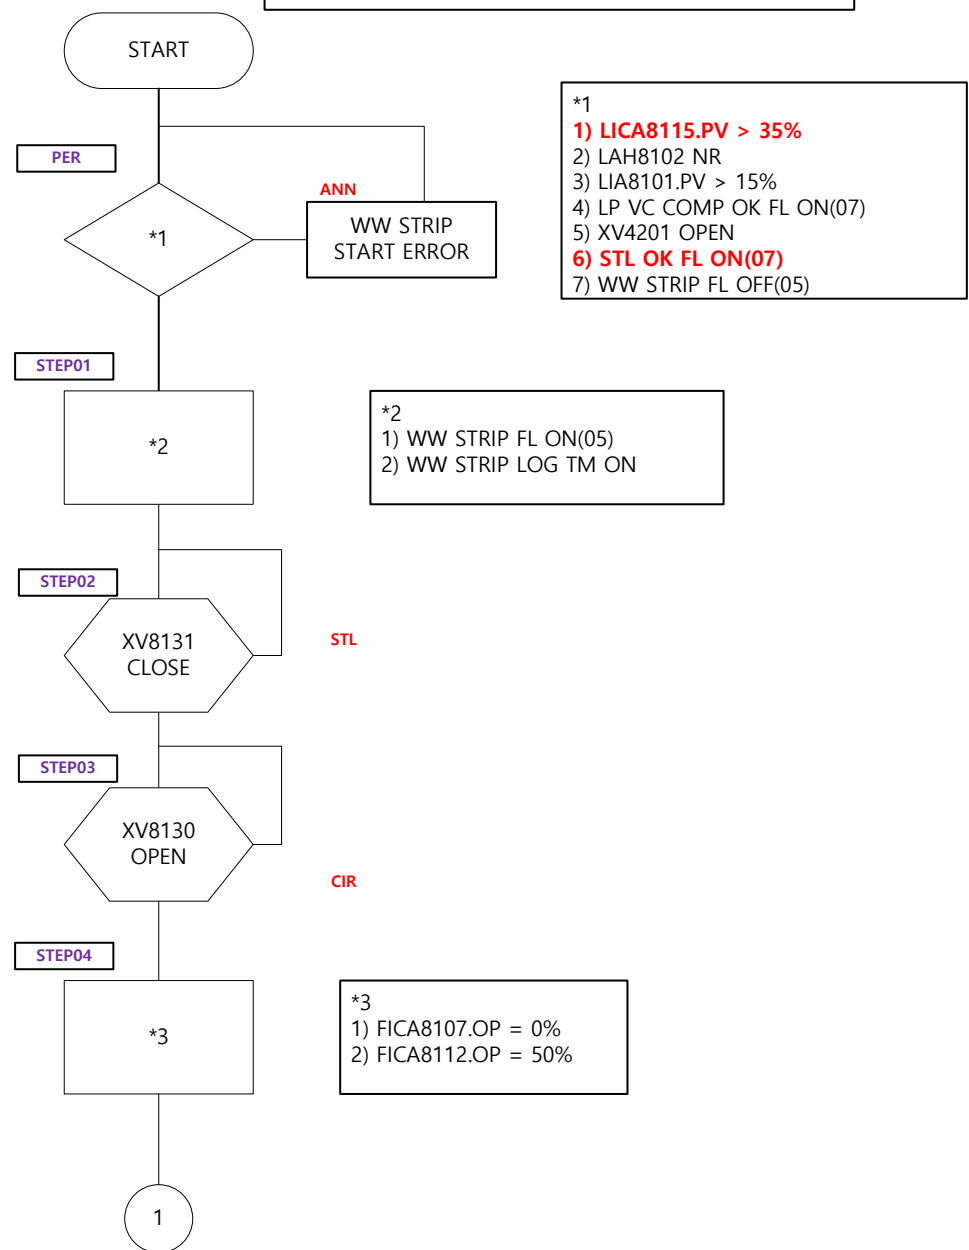 START
PER
*1
ANN
WW STRIP
START ERROR
*1
1) LICA8115.PV > 35%
2) LAH8102 NR
3) LIA8101.PV > 15%
4) LP VC COMP OK FL ON(07)
5) XV4201 OPEN
6) STL OK FL ON(07)
7) WW STRIP FL OFF(05)
STEP01
*2
*2
1) WW STRIP FL ON(05)
2) WW STRIP LOG TM ON
STEP02
XV8131
CLOSE
STL
STEP03
XV8130
OPEN
CIR
STEP04
*3
*3
1) FICA8107.OP = 0%
2) FICA8112.OP = 50%
1